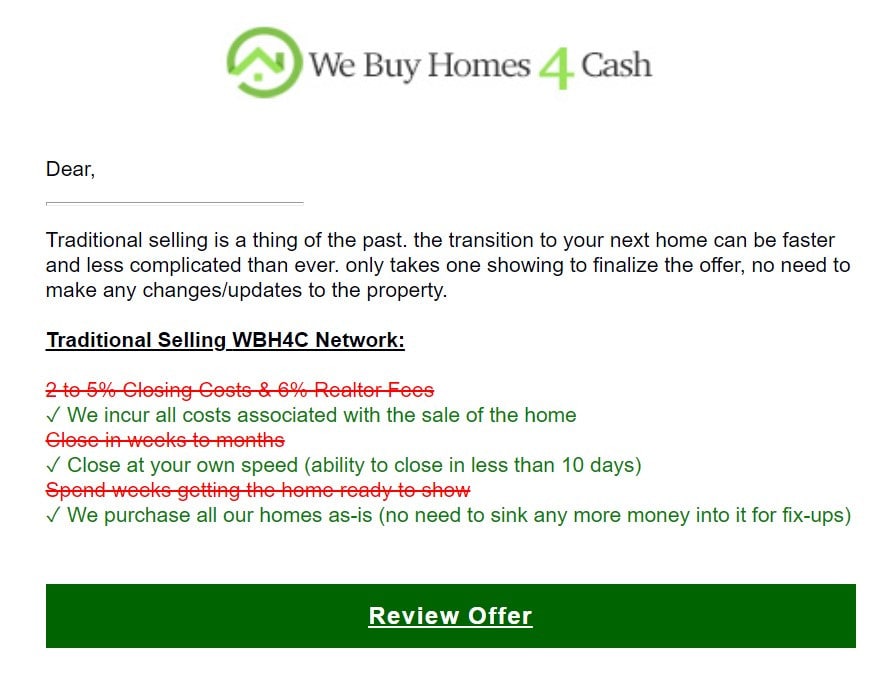 We Buy Homes 4 Cash
Dear,
Traditional selling is a thing of the past. the transition to your next home can be faster
and less complicated than ever. only takes one showing to finalize the offer, no need to
make any changes/updates to the property.
Traditional Selling WBH4C Network:
2 to 5% Closing Costs & 6% Realtor Fees
✓ We incur all costs associated with the sale of the home
Close in weeks to months
✓ Close at your own speed (ability to close in less than 10 days)
Spend weeks getting the home ready to show
✓ We purchase all our homes as-is (no need to sink any more money into it for fix-ups)
Review Offer